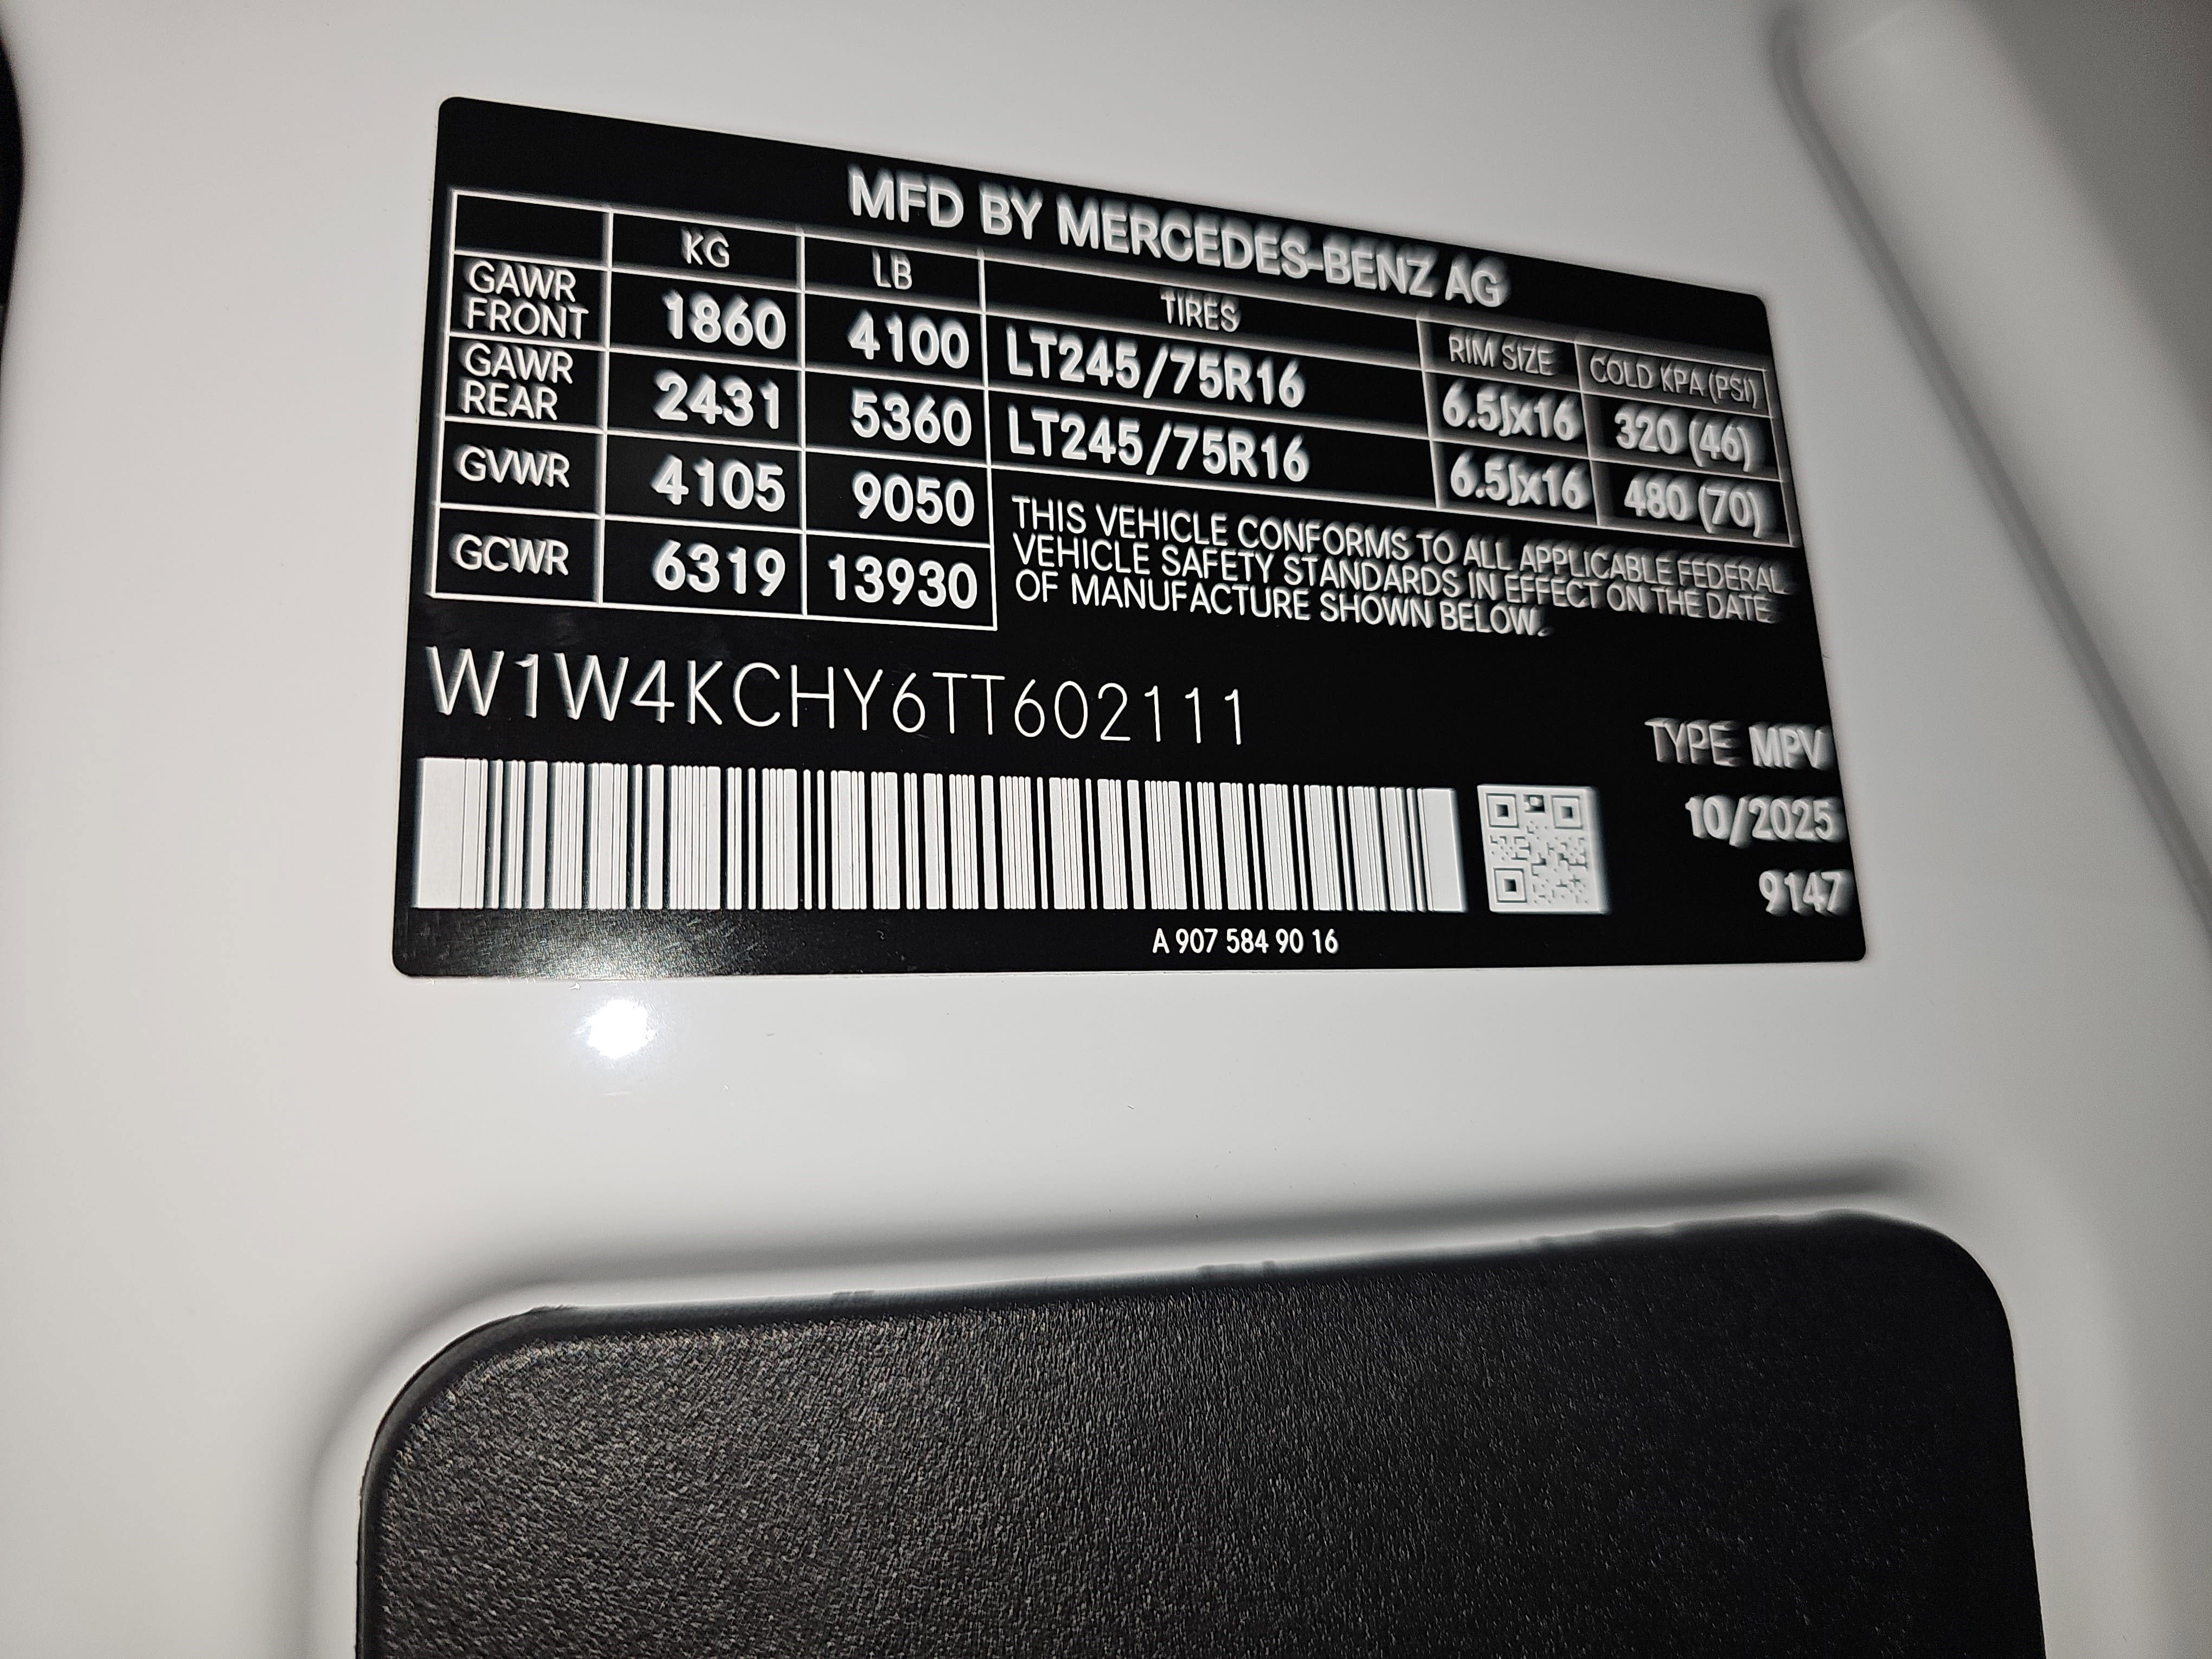 MFD BY MERCEDES-BENZ AG
KG LB TIRES RIM SIZE COLD KPA (PSI)
GAWR FRONT 1860 4100 LT245/75R16 6.5Jx16 320 (46)
GAWR REAR 2431 5360 LT245/75R16 6.5Jx16 480 (70)
GVWR 4105 9050
GCWR 6319 13930
THIS VEHICLE CONFORMS TO ALL APPLICABLE FEDERAL
VEHICLE SAFETY STANDARDS IN EFFECT ON THE DATE
OF MANUFACTURE SHOWN BELOW.
W1W4KCHY6TT602111
TYPE MPV
10/2025
9147
A 907 584 90 16